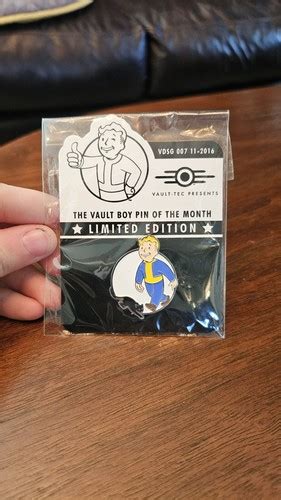 VDSG 007 11-2016
VAULT-TEC PRESENTS
THE VAULT BOY PIN OF THE MONTH
★ LIMITED EDITION ★